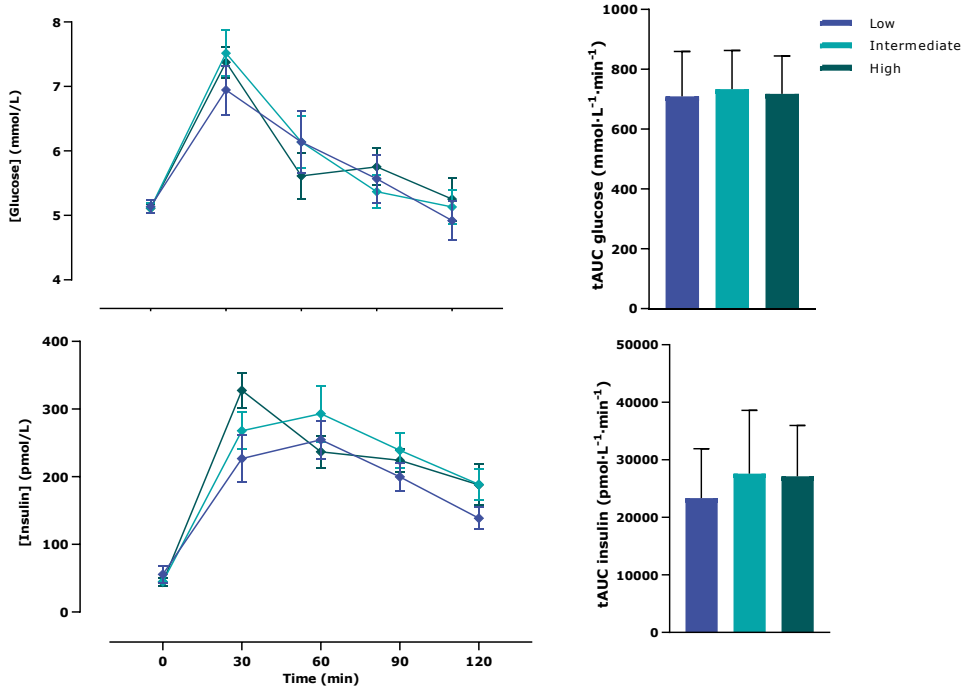 [Glucose] (mmol/L)
8
7
6
5
4
tAUC glucose (mmol·L⁻¹·min⁻¹)
1000
800
600
400
200
0
Low
Intermediate
High
[Insulin] (pmol/L)
400
300
200
100
0
0 30 60 90 120
Time (min)
tAUC insulin (pmol·L⁻¹·min⁻¹)
50000
40000
30000
20000
10000
0